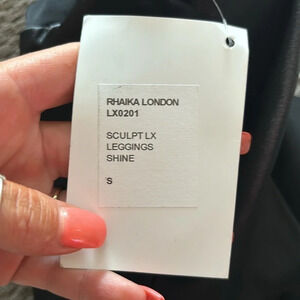 RHAIKA LONDON
LX0201
SCULPT LX
LEGGINGS
SHINE
S